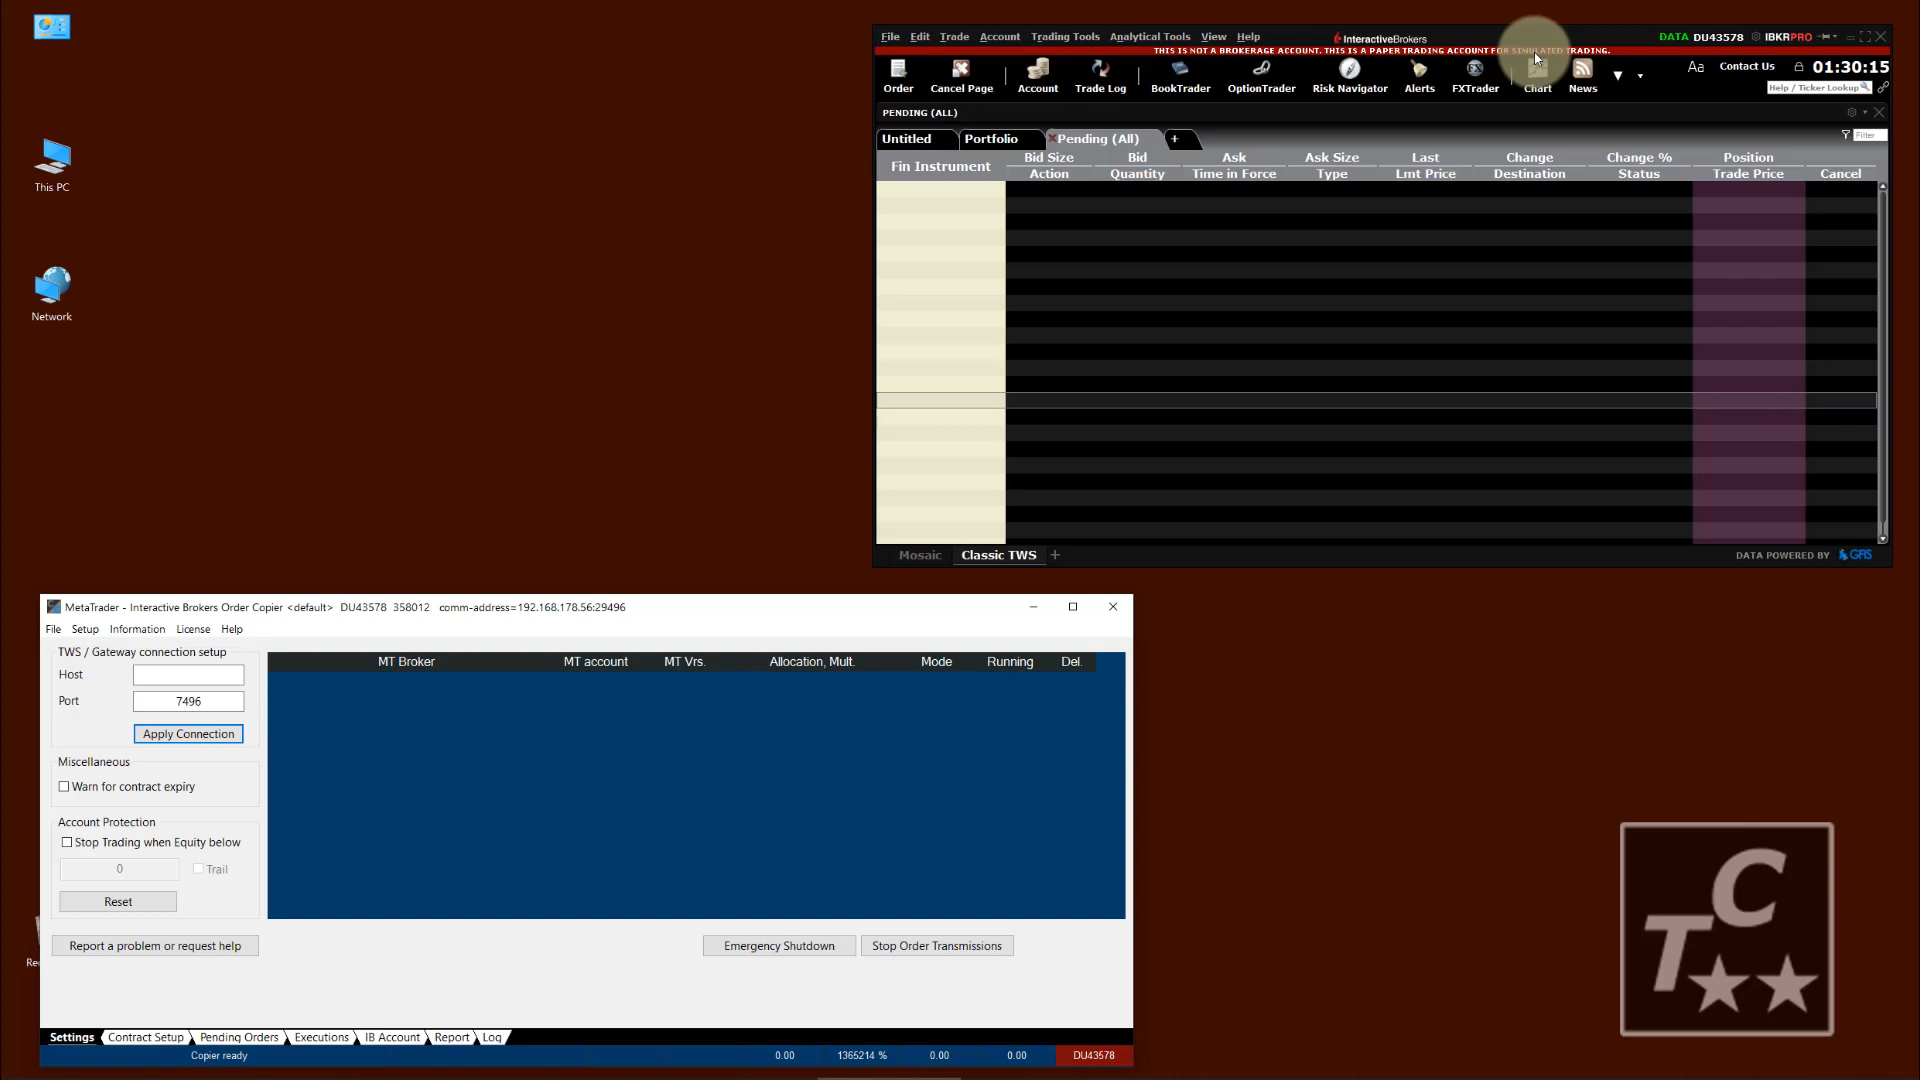 This PC
Network
File Edit Trade Account Trading Tools Analytical Tools View Help
InteractiveBrokers
DATA DU43578 IBKRPRO
THIS IS NOT A BROKERAGE ACCOUNT. THIS IS A PAPER TRADING ACCOUNT FOR SIMULATED TRADING.
Order Cancel Page Account Trade Log BookTrader OptionTrader Risk Navigator Alerts FXTrader Chart News
Aa Contact Us 01:30:15
Help / Ticker Lookup
PENDING (ALL)
Untitled Portfolio Pending (All) +
Filter
Fin Instrument
Bid Size Bid Ask Ask Size Last Change Change % Position
Action Quantity Time in Force Type Lmt Price Destination Status Trade Price Cancel
Mosaic Classic TWS +
DATA POWERED BY GFIS
MetaTrader - Interactive Brokers Order Copier <default> DU43578 358012 comm-address=192.168.178.56:29496
File Setup Information License Help
TWS / Gateway connection setup
Host
Port 7496
Apply Connection
Miscellaneous
Warn for contract expiry
Account Protection
Stop Trading when Equity below
0 Trail
Reset
MT Broker MT account MT Vrs. Allocation, Mult. Mode Running Del.
Report a problem or request help
Emergency Shutdown Stop Order Transmissions
Settings Contract Setup Pending Orders Executions IB Account Report Log
Copier ready 0.00 1365214 % 0.00 0.00 DU43578
TC